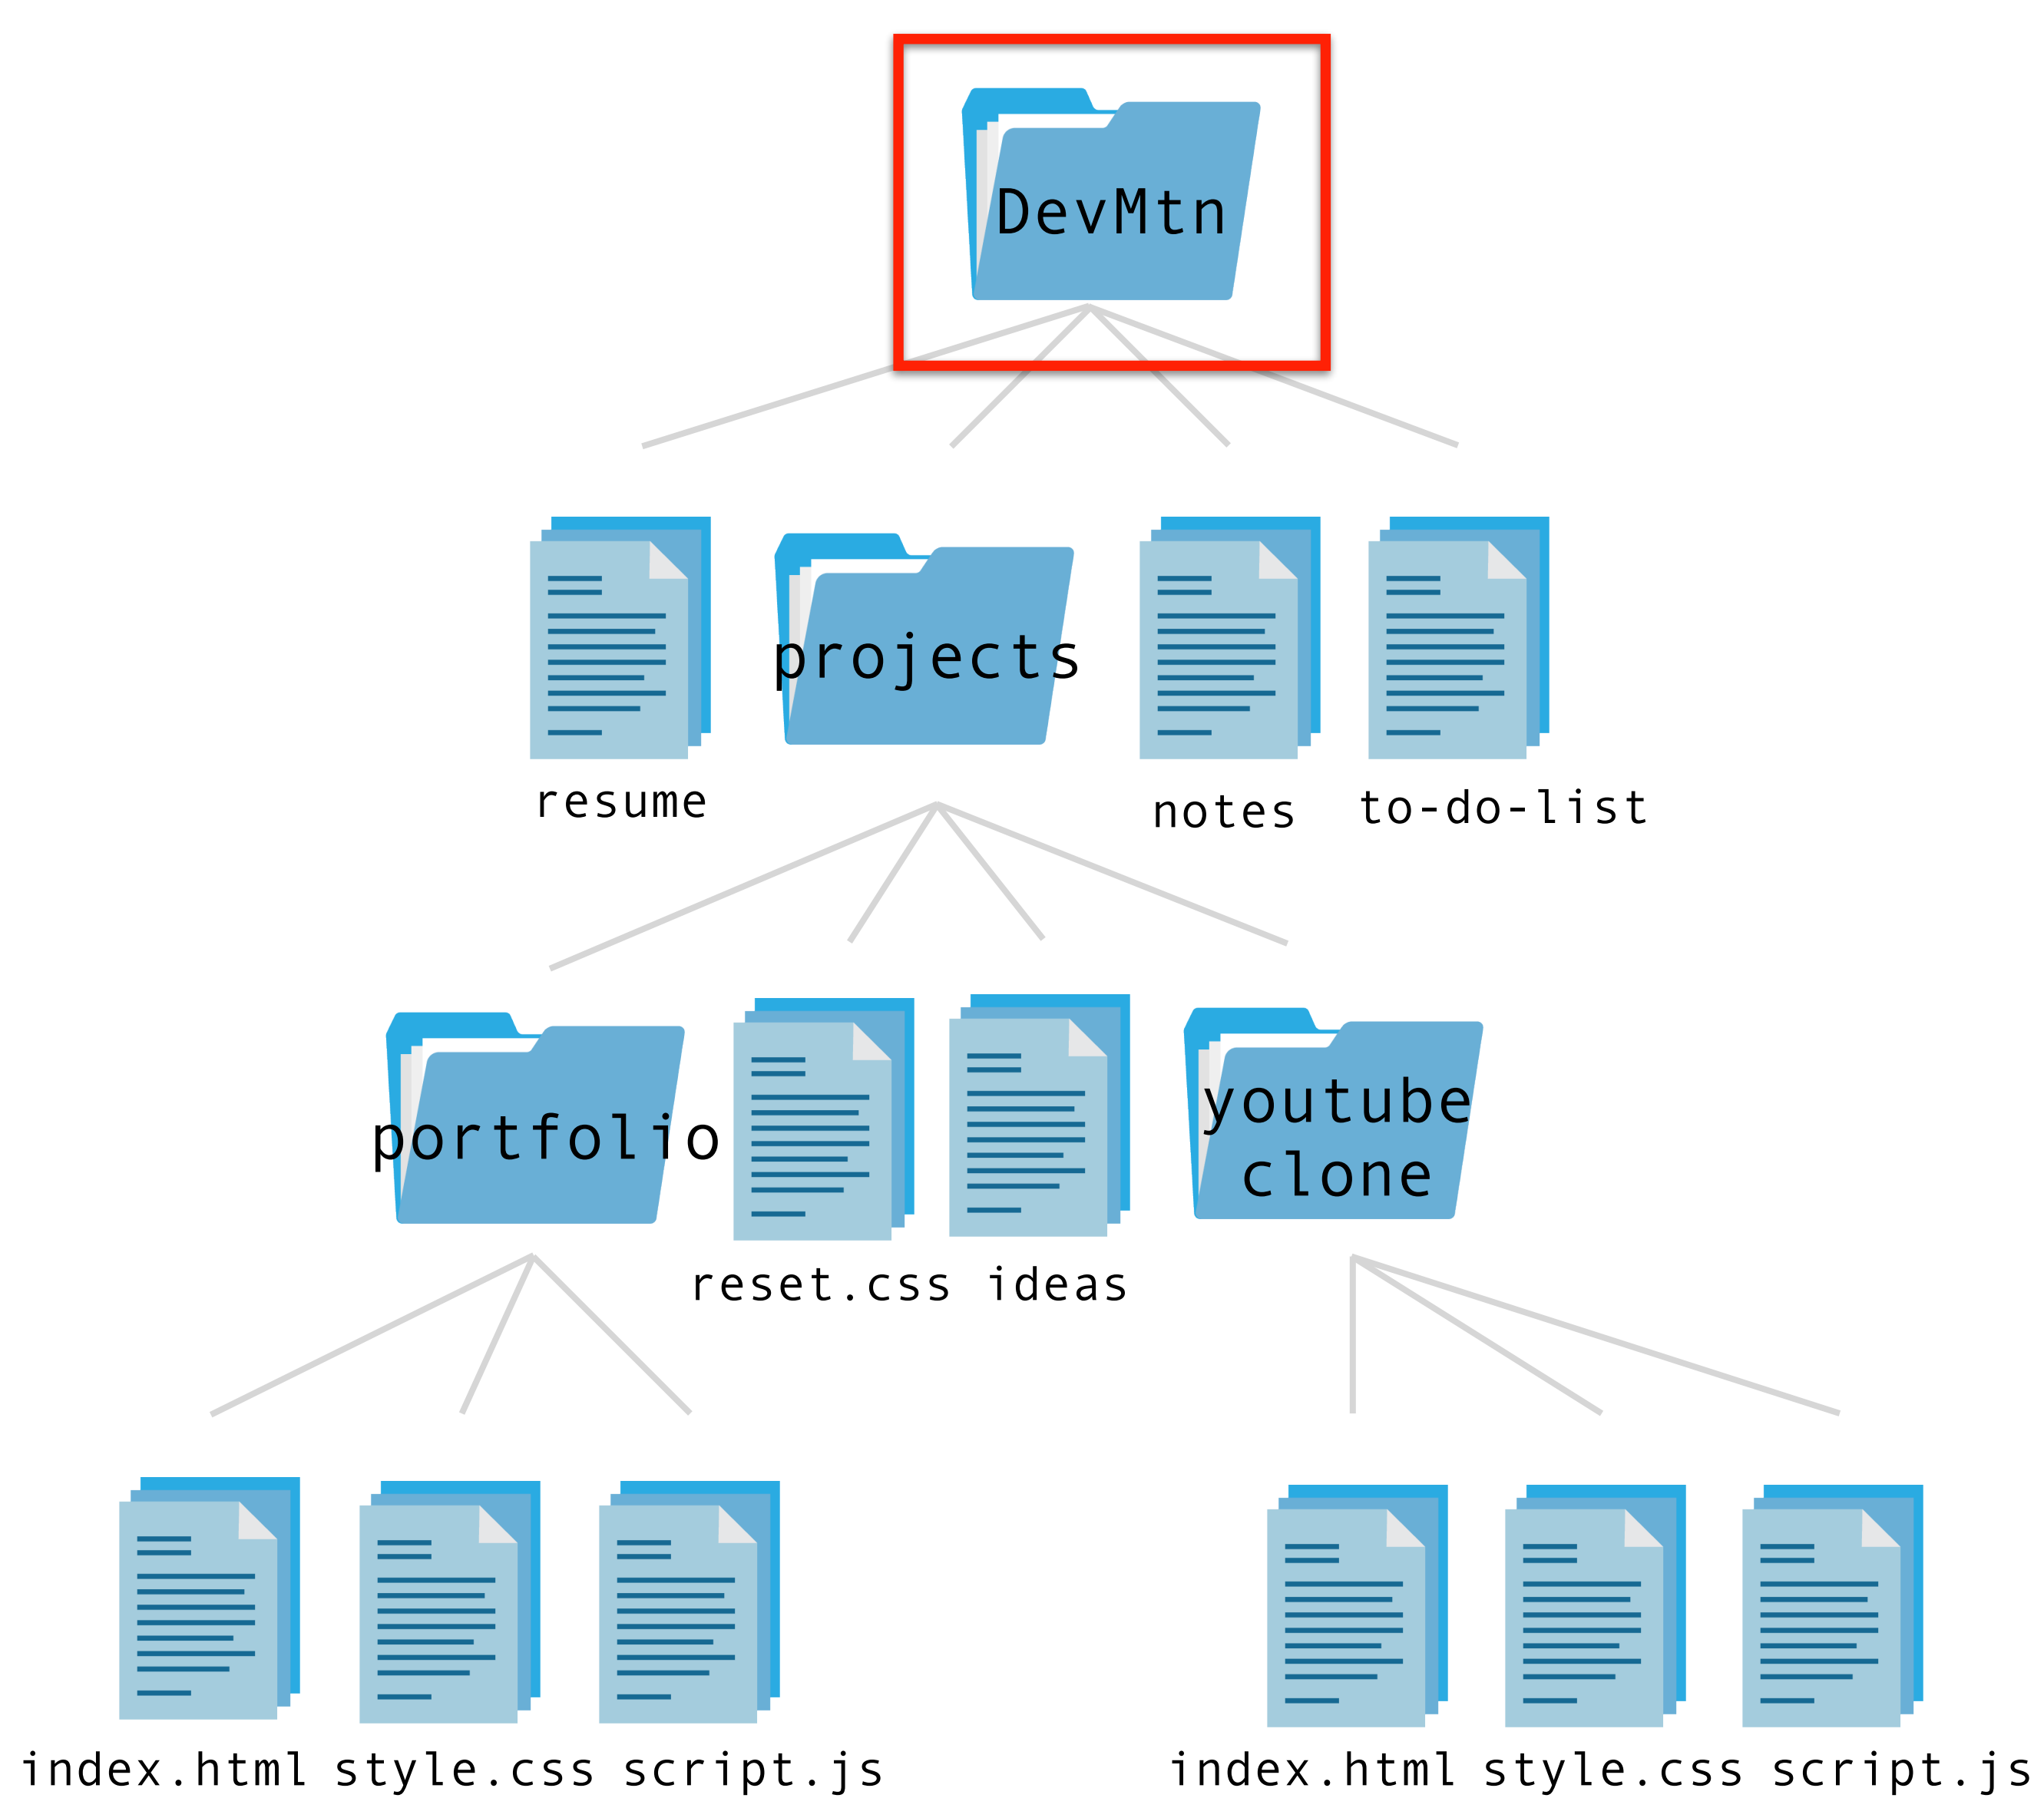 DevMtn
projects
resume
notes
to-do-list
portfolio
youtube
clone
reset.css
ideas
index.html
style.css
script.js
index.html
style.css
script.js